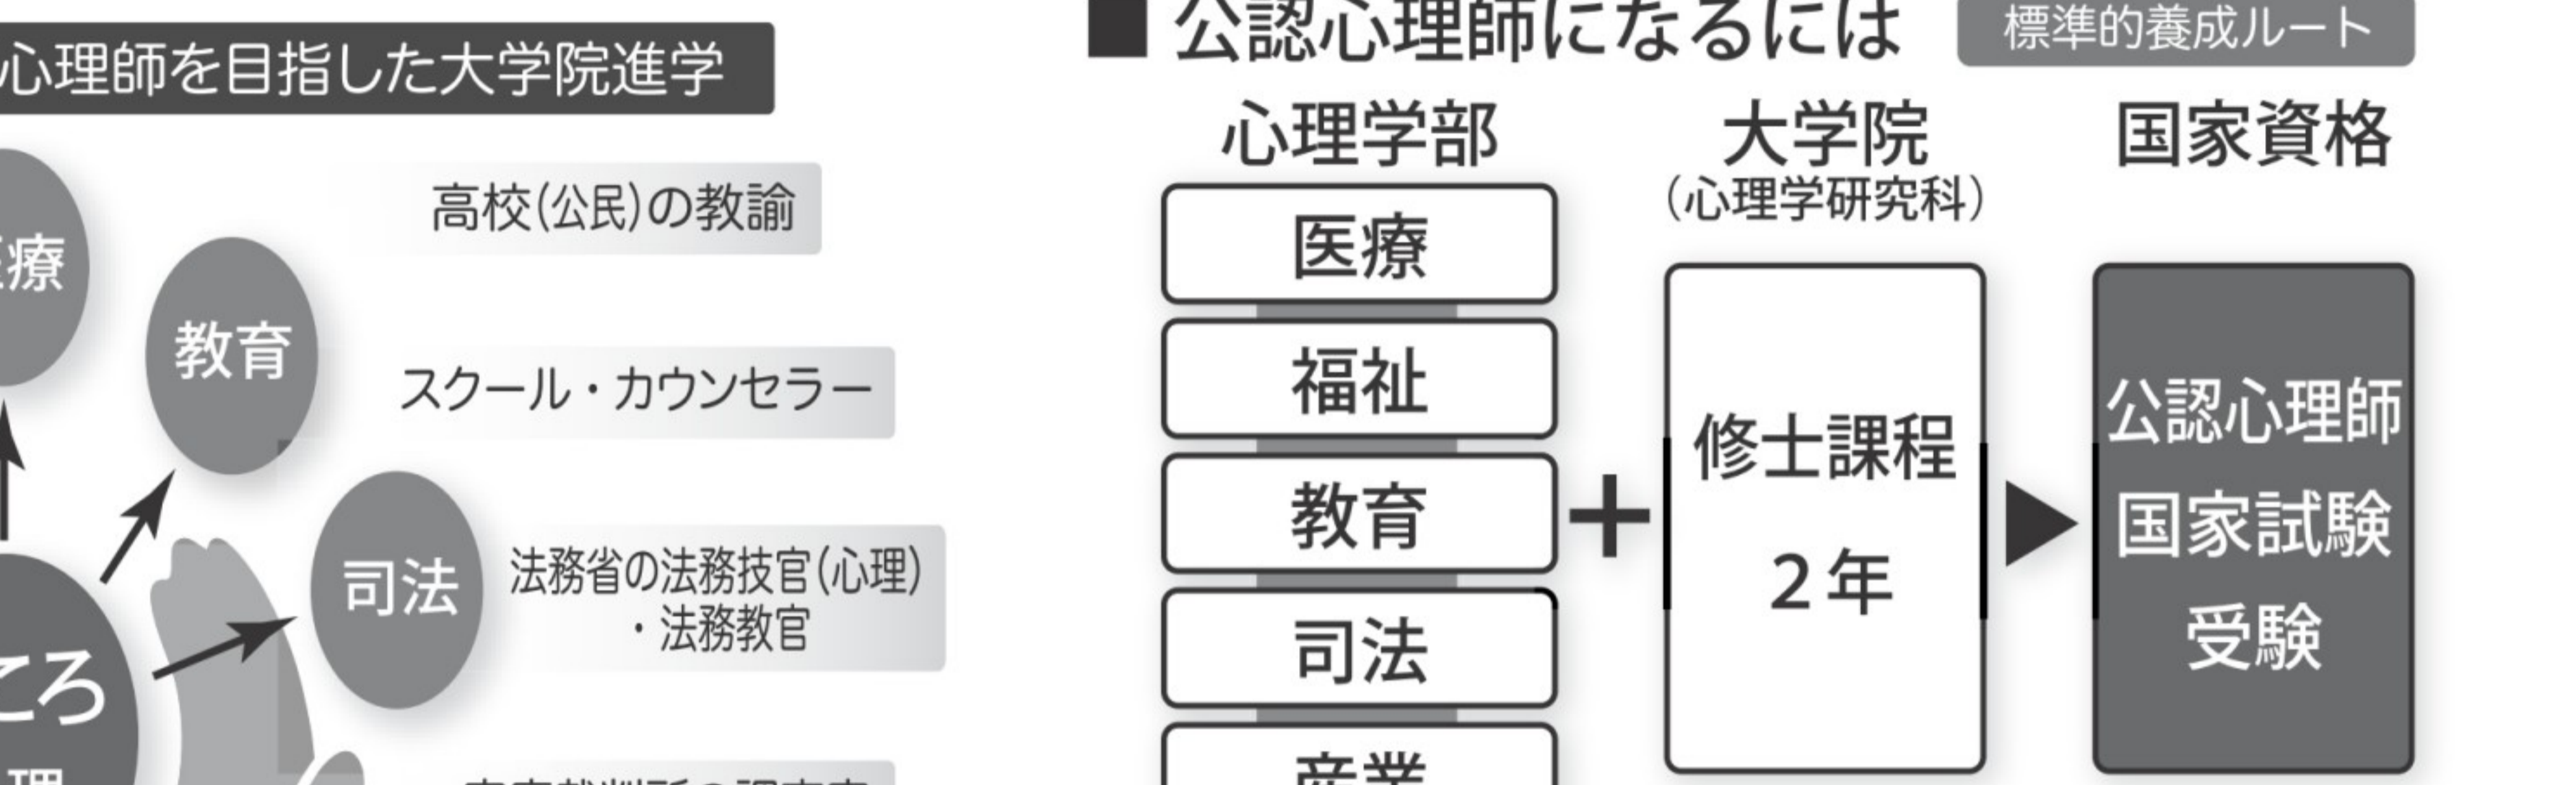 心理師を目指した大学院進学
療
教育
司法
ころ
理
高校(公民)の教諭
スクール・カウンセラー
法務省の法務技官(心理)
・法務教官
■ 公認心理師になるには
標準的養成ルート
心理学部
医療
福祉
教育
司法
産業
+
大学院
(心理学研究科)
修士課程
2年
国家資格
公認心理師
国家試験
受験